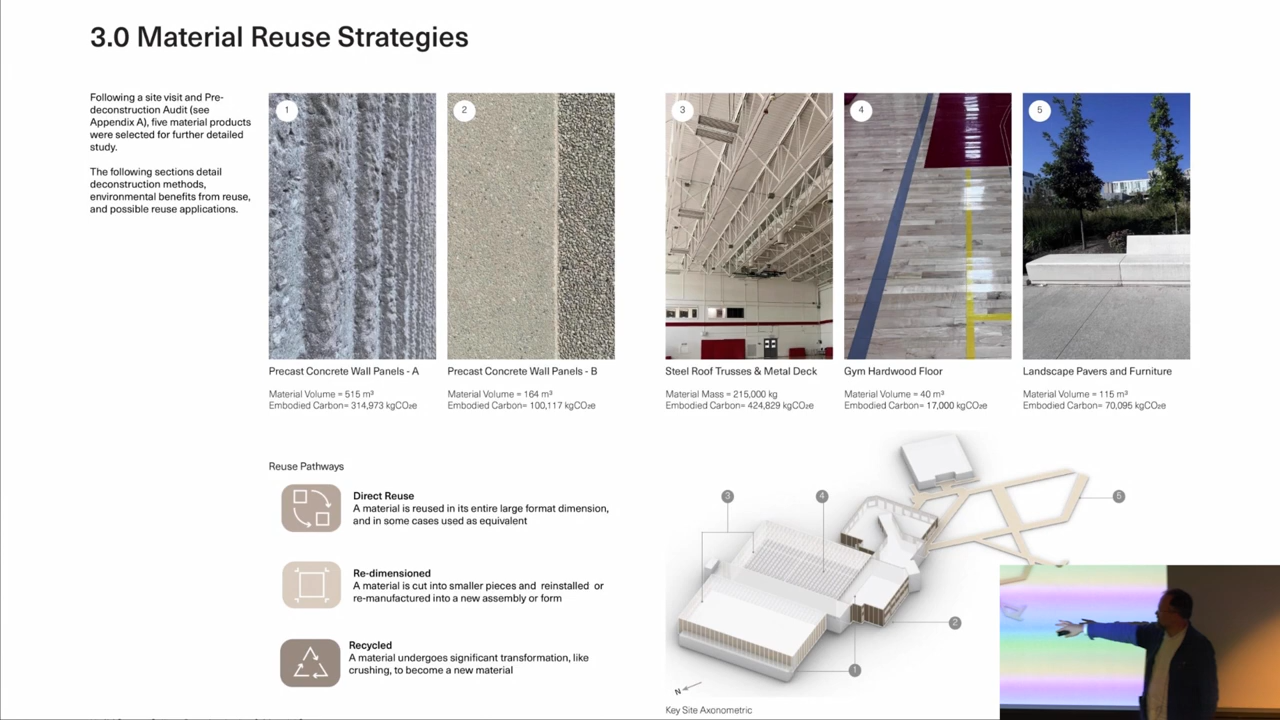 3.0 Material Reuse Strategies
Following a site visit and Pre-
deconstruction Audit (see
Appendix A), five material products
were selected for further detailed
study.
The following sections detail
deconstruction methods,
environmental benefits from reuse,
and possible reuse applications.
1
2
3
4
5
Precast Concrete Wall Panels - A
Material Volume = 515 m³
Embodied Carbon= 314,973 kgCO₂e
Precast Concrete Wall Panels - B
Material Volume = 164 m³
Embodied Carbon= 100,117 kgCO₂e
Steel Roof Trusses & Metal Deck
Material Mass = 215,000 kg
Embodied Carbon= 424,829 kgCO₂e
Gym Hardwood Floor
Material Volume = 40 m³
Embodied Carbon= 17,000 kgCO₂e
Landscape Pavers and Furniture
Material Volume = 115 m³
Embodied Carbon= 70,095 kgCO₂e
Reuse Pathways
Direct Reuse
A material is reused in its entire large format dimension,
and in some cases used as equivalent
Re-dimensioned
A material is cut into smaller pieces and reinstalled or
re-manufactured into a new assembly or form
Recycled
A material undergoes significant transformation, like
crushing, to become a new material
3
4
5
2
1
N
Key Site Axonometric